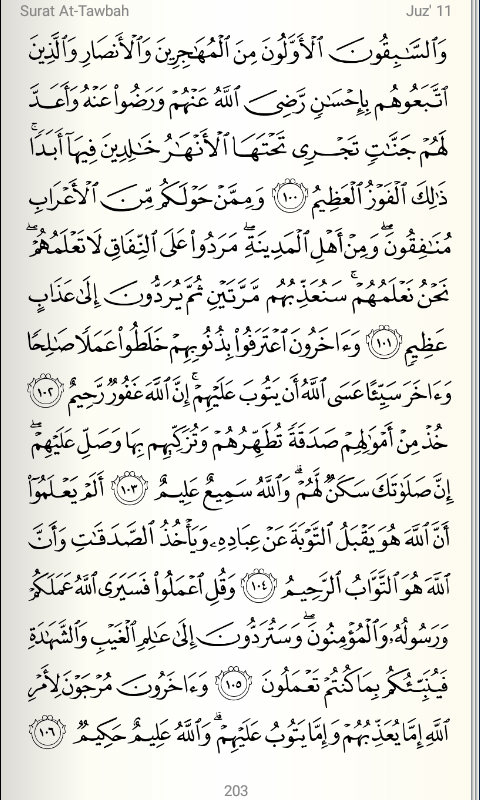 Surat At-Tawbah
Juz' 11
وَٱلسَّٰبِقُونَ ٱلْأَوَّلُونَ مِنَ ٱلْمُهَٰجِرِينَ وَٱلْأَنصَارِ وَٱلَّذِينَ
ٱتَّبَعُوهُم بِإِحْسَٰنٍ رَّضِىَ ٱللَّهُ عَنْهُمْ وَرَضُوا۟ عَنْهُ وَأَعَدَّ
لَهُمْ جَنَّٰتٍ تَجْرِى تَحْتَهَا ٱلْأَنْهَٰرُ خَٰلِدِينَ فِيهَآ أَبَدًا ۚ
ذَٰلِكَ ٱلْفَوْزُ ٱلْعَظِيمُ ١٠٠ وَمِمَّنْ حَوْلَكُم مِّنَ ٱلْأَعْرَابِ
مُنَٰفِقُونَ ۖ وَمِنْ أَهْلِ ٱلْمَدِينَةِ ۖ مَرَدُوا۟ عَلَى ٱلنِّفَاقِ لَا تَعْلَمُهُمْ ۖ
نَحْنُ نَعْلَمُهُمْ ۚ سَنُعَذِّبُهُم مَّرَّتَيْنِ ثُمَّ يُرَدُّونَ إِلَىٰ عَذَابٍ
عَظِيمٍ ١٠١ وَءَاخَرُونَ ٱعْتَرَفُوا۟ بِذُنُوبِهِمْ خَلَطُوا۟ عَمَلًا صَٰلِحًا
وَءَاخَرَ سَيِّئًا عَسَى ٱللَّهُ أَن يَتُوبَ عَلَيْهِمْ ۚ إِنَّ ٱللَّهَ غَفُورٌ رَّحِيمٌ ١٠٢
خُذْ مِنْ أَمْوَٰلِهِمْ صَدَقَةً تُطَهِّرُهُمْ وَتُزَكِّيهِم بِهَا وَصَلِّ عَلَيْهِمْ ۖ
إِنَّ صَلَوٰتَكَ سَكَنٌ لَّهُمْ ۗ وَٱللَّهُ سَمِيعٌ عَلِيمٌ ١٠٣ أَلَمْ يَعْلَمُوٓا۟
أَنَّ ٱللَّهَ هُوَ يَقْبَلُ ٱلتَّوْبَةَ عَنْ عِبَادِهِۦ وَيَأْخُذُ ٱلصَّدَقَٰتِ وَأَنَّ
ٱللَّهَ هُوَ ٱلتَّوَّابُ ٱلرَّحِيمُ ١٠٤ وَقُلِ ٱعْمَلُوا۟ فَسَيَرَى ٱللَّهُ عَمَلَكُمْ
وَرَسُولُهُۥ وَٱلْمُؤْمِنُونَ ۖ وَسَتُرَدُّونَ إِلَىٰ عَٰلِمِ ٱلْغَيْبِ وَٱلشَّهَٰدَةِ
فَيُنَبِّئُكُم بِمَا كُنتُمْ تَعْمَلُونَ ١٠٥ وَءَاخَرُونَ مُرْجَوْنَ لِأَمْرِ
ٱللَّهِ إِمَّا يُعَذِّبُهُمْ وَإِمَّا يَتُوبُ عَلَيْهِمْ ۗ وَٱللَّهُ عَلِيمٌ حَكِيمٌ ١٠٦
203